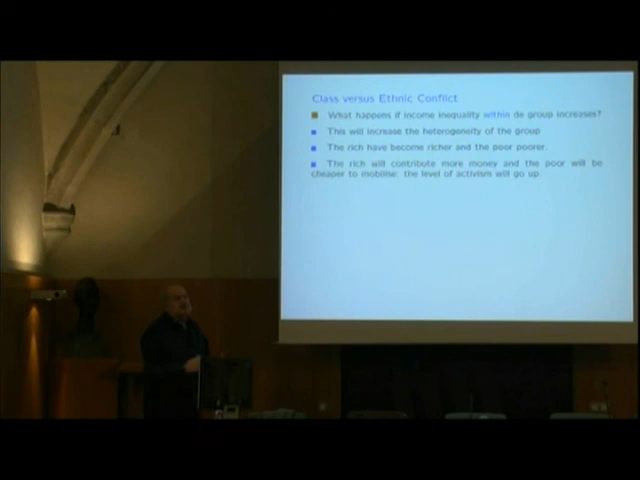 Class versus Ethnic Conflict
What happens if income inequality within de group increases?
This will increase the heterogeneity of the group
The rich have become richer and the poor poorer.
The rich will contribute more money and the poor will be
cheaper to mobilise: the level of activism will go up.